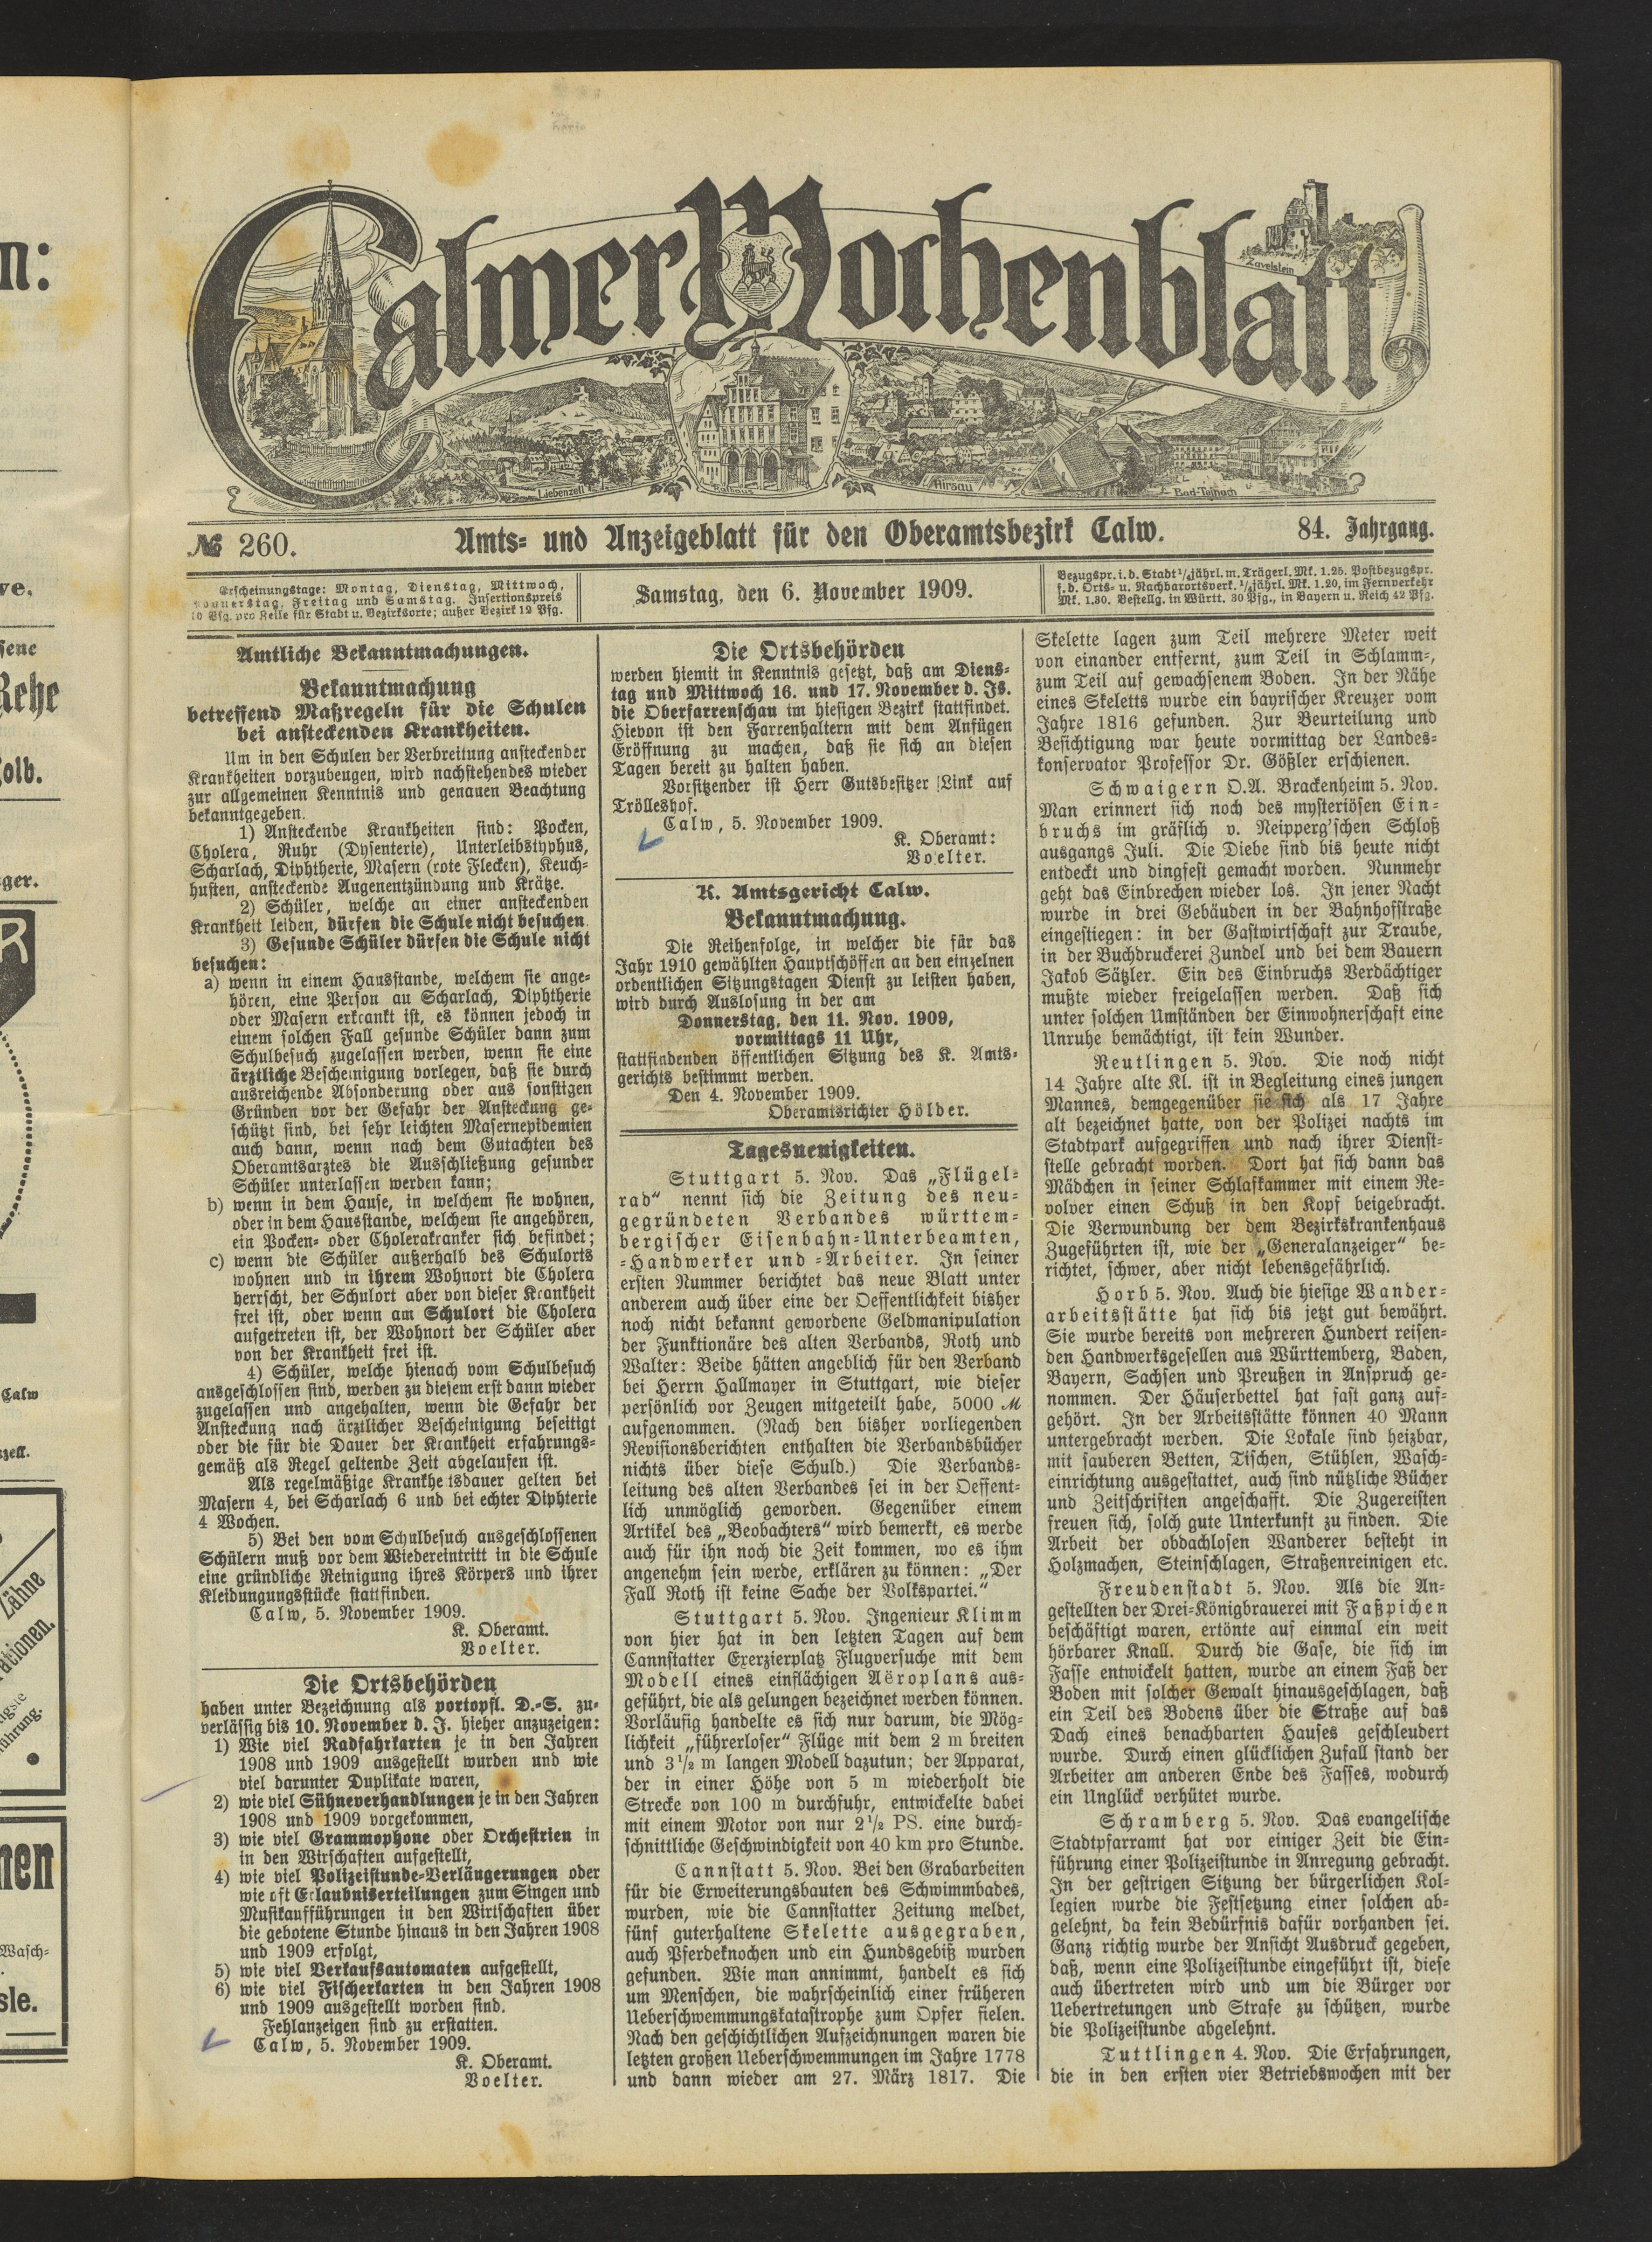 Calwer Wochenblatt
Zavelstein
Liebenzell
Rathaus
Hirsau
Bad-Teinach
№ 260.
Amts- und Anzeigeblatt für den Oberamtsbezirk Calw.
84. Jahrgang.
Erscheinungstage: Montag, Dienstag, Mittwoch,
Donnerstag, Freitag und Samstag. Insertionspreis
10 Pfg. pro Zeile für Stadt u. Bezirksorte; außer Bezirk 12 Pfg.
Samstag, den 6. November 1909.
Bezugspr. i. d. Stadt ¼jährl. m. Trägerl. Mk. 1.25. Postbezugspr.
f. d. Orts- u. Nachbarortsverk. ¼jährl. Mk. 1.20, im Fernverkehr
Mk. 1.30. Bestellg. in Württ. 30 Pfg., in Bayern u. Reich 42 Pfg.
Amtliche Bekanntmachungen.
Bekanntmachung
betreffend Maßregeln für die Schulen
bei ansteckenden Krankheiten.
Um in den Schulen der Verbreitung ansteckender
Krankheiten vorzubeugen, wird nachstehendes wieder
zur allgemeinen Kenntnis und genauen Beachtung
bekanntgegeben.
1) Ansteckende Krankheiten sind: Pocken,
Cholera, Ruhr (Dysenterie), Unterleibstyphus,
Scharlach, Diphtherie, Masern (rote Flecken), Keuch-
husten, ansteckende Augenentzündung und Krätze.
2) Schüler, welche an einer ansteckenden
Krankheit leiden, dürfen die Schule nicht besuchen.
3) Gesunde Schüler dürfen die Schule nicht
besuchen:
a) wenn in einem Hausstande, welchem sie ange-
hören, eine Person an Scharlach, Diphtherie
oder Masern erkrankt ist, es können jedoch in
einem solchen Fall gesunde Schüler dann zum
Schulbesuch zugelassen werden, wenn sie eine
ärztliche Bescheinigung vorlegen, daß sie durch
ausreichende Absonderung oder aus sonstigen
Gründen vor der Gefahr der Ansteckung ge-
schützt sind, bei sehr leichten Masernepidemien
auch dann, wenn nach dem Gutachten des
Oberamtsarztes die Ausschließung gesunder
Schüler unterlassen werden kann;
b) wenn in dem Hause, in welchem sie wohnen,
oder in dem Hausstande, welchem sie angehören,
ein Pocken- oder Cholerakranker sich befindet;
c) wenn die Schüler außerhalb des Schulorts
wohnen und in ihrem Wohnort die Cholera
herrscht, der Schulort aber von dieser Krankheit
frei ist, oder wenn am Schulort die Cholera
aufgetreten ist, der Wohnort der Schüler aber
von der Krankheit frei ist.
4) Schüler, welche hienach vom Schulbesuch
ausgeschlossen sind, werden zu diesem erst dann wieder
zugelassen und angehalten, wenn die Gefahr der
Ansteckung nach ärztlicher Bescheinigung beseitigt
oder die für die Dauer der Krankheit erfahrungs-
gemäß als Regel geltende Zeit abgelaufen ist.
Als regelmäßige Krankheitsdauer gelten bei
Masern 4, bei Scharlach 6 und bei echter Diphterie
4 Wochen.
5) Bei den vom Schulbesuch ausgeschlossenen
Schülern muß vor dem Wiedereintritt in die Schule
eine gründliche Reinigung ihres Körpers und ihrer
Kleidungungsstücke stattfinden.
Calw, 5. November 1909.
K. Oberamt.
Voelter.
Die Ortsbehörden
haben unter Bezeichnung als portopfl. D.-S. zu-
verlässig bis 10. November d. J. hieher anzuzeigen:
1) Wie viel Radfahrkarten je in den Jahren
1908 und 1909 ausgestellt wurden und wie
viel darunter Duplikate waren,
2) wie viel Sühneverhandlungen je in den Jahren
1908 und 1909 vorgekommen,
3) wie viel Grammophone oder Orchestrien in
in den Wirschaften aufgestellt,
4) wie viel Polizeistunde-Verläugerungen oder
wie oft Erlaubniserteilungen zum Singen und
Musikaufführungen in den Wirtschaften über
die gebotene Stunde hinaus in den Jahren 1908
und 1909 erfolgt,
5) wie viel Verkaufsautomaten aufgestellt,
6) wie viel Fischerkarten in den Jahren 1908
und 1909 ausgestellt worden sind.
Fehlanzeigen sind zu erstatten.
Calw, 5. November 1909.
K. Oberamt.
Voelter.
Die Ortsbehörden
werden hiemit in Kenntnis gesetzt, daß am Diens-
tag und Mittwoch 16. und 17. November d. Js.
die Oberfarrenschau im hiesigen Bezirk stattfindet.
Hievon ist den Farrenhaltern mit dem Anfügen
Eröffnung zu machen, daß sie sich an diesen
Tagen bereit zu halten haben.
Vorsitzender ist Herr Gutsbesitzer Link auf
Trölleshof.
Calw, 5. November 1909.
K. Oberamt:
Voelter.
K. Amtsgericht Calw.
Bekanntmachung.
Die Reihenfolge, in welcher die für das
Jahr 1910 gewählten Hauptschöffen an den einzelnen
ordentlichen Sitzungstagen Dienst zu leisten haben,
wird durch Auslosung in der am
Donnerstag, den 11. Nov. 1909,
vormittags 11 Uhr,
stattfindenden öffentlichen Sitzung des K. Amts-
gerichts bestimmt werden.
Den 4. November 1909.
Oberamtsrichter Hölder.
Tagesneuigkeiten.
Stuttgart 5. Nov. Das „Flügel-
rad“ nennt sich die Zeitung des neu-
gegründeten Verbandes württem-
bergischer Eisenbahn-Unterbeamten,
-Handwerker und -Arbeiter. In seiner
ersten Nummer berichtet das neue Blatt unter
anderem auch über eine der Oeffentlichkeit bisher
noch nicht bekannt gewordene Geldmanipulation
der Funktionäre des alten Verbands, Roth und
Walter: Beide hätten angeblich für den Verband
bei Herrn Hallmayer in Stuttgart, wie dieser
persönlich vor Zeugen mitgeteilt habe, 5000 ℳ
aufgenommen. (Nach den bisher vorliegenden
Revisionsberichten enthalten die Verbandsbücher
nichts über diese Schuld.) Die Verbands-
leitung des alten Verbandes sei in der Oeffent-
lich unmöglich geworden. Gegenüber einem
Artikel des „Beobachters“ wird bemerkt, es werde
auch für ihn noch die Zeit kommen, wo es ihm
angenehm sein werde, erklären zu können: „Der
Fall Roth ist keine Sache der Volkspartei.“
Stuttgart 5. Nov. Ingenieur Klimm
von hier hat in den letzten Tagen auf dem
Cannstatter Exerzierplatz Flugversuche mit dem
Modell eines einflächigen Aëroplans aus-
geführt, die als gelungen bezeichnet werden können.
Vorläufig handelte es sich nur darum, die Mög-
lichkeit „führerloser“ Flüge mit dem 2 m breiten
und 3½ m langen Modell dazutun; der Apparat,
der in einer Höhe von 5 m wiederholt die
Strecke von 100 m durchfuhr, entwickelte dabei
mit einem Motor von nur 2½ PS. eine durch-
schnittliche Geschwindigkeit von 40 km pro Stunde.
Cannstatt 5. Nov. Bei den Grabarbeiten
für die Erweiterungsbauten des Schwimmbades,
wurden, wie die Cannstatter Zeitung meldet,
fünf guterhaltene Skelette ausgegraben,
auch Pferdeknochen und ein Hundsgebiß wurden
gefunden. Wie man annimmt, handelt es sich
um Menschen, die wahrscheinlich einer früheren
Ueberschwemmungskatastrophe zum Opfer fielen.
Nach den geschichtlichen Aufzeichnungen waren die
letzten großen Ueberschwemmungen im Jahre 1778
und dann wieder am 27. März 1817. Die
Skelette lagen zum Teil mehrere Meter weit
von einander entfernt, zum Teil in Schlamm-,
zum Teil auf gewachsenem Boden. In der Nähe
eines Skeletts wurde ein bayrischer Kreuzer vom
Jahre 1816 gefunden. Zur Beurteilung und
Besichtigung war heute vormittag der Landes-
konservator Professor Dr. Gößler erschienen.
Schwaigern O.A. Brackenheim 5. Nov.
Man erinnert sich noch des mysteriösen Ein-
bruchs im gräflich v. Neipperg'schen Schloß
ausgangs Juli. Die Diebe sind bis heute nicht
entdeckt und dingfest gemacht worden. Nunmehr
geht das Einbrechen wieder los. In jener Nacht
wurde in drei Gebäuden in der Bahnhofstraße
eingestiegen: in der Gastwirtschaft zur Traube,
in der Buchdruckerei Zundel und bei dem Bauern
Jakob Sätzler. Ein des Einbruchs Verdächtiger
mußte wieder freigelassen werden. Daß sich
unter solchen Umständen der Einwohnerschaft eine
Unruhe bemächtigt, ist kein Wunder.
Reutlingen 5. Nov. Die noch nicht
14 Jahre alte Kl. ist in Begleitung eines jungen
Mannes, demgegenüber sie sich als 17 Jahre
alt bezeichnet hatte, von der Polizei nachts im
Stadtpark aufgegriffen und nach ihrer Dienst-
stelle gebracht worden. Dort hat sich dann das
Mädchen in seiner Schlafkammer mit einem Re-
volver einen Schuß in den Kopf beigebracht.
Die Verwundung der dem Bezirkskrankenhaus
Zugeführten ist, wie der „Generalanzeiger“ be-
richtet, schwer, aber nicht lebensgefährlich.
Horb 5. Nov. Auch die hiesige Wander-
arbeitsstätte hat sich bis jetzt gut bewährt.
Sie wurde bereits von mehreren Hundert reisen-
den Handwerksgesellen aus Württemberg, Baden,
Bayern, Sachsen und Preußen in Anspruch ge-
nommen. Der Häuserbettel hat fast ganz auf-
gehört. In der Arbeitsstätte können 40 Mann
untergebracht werden. Die Lokale sind heizbar,
mit sauberen Betten, Tischen, Stühlen, Wasch-
einrichtung ausgestattet, auch sind nützliche Bücher
und Zeitschriften angeschafft. Die Zugereisten
freuen sich, solch gute Unterkunft zu finden. Die
Arbeit der obdachlosen Wanderer besteht in
Holzmachen, Steinschlagen, Straßenreinigen etc.
Freudenstadt 5. Nov. Als die An-
gestellten der Drei-Königbrauerei mit Faßpichen
beschäftigt waren, ertönte auf einmal ein weit
hörbarer Knall. Durch die Gase, die sich im
Fasse entwickelt hatten, wurde an einem Faß der
Boden mit solcher Gewalt hinausgeschlagen, daß
ein Teil des Bodens über die Straße auf das
Dach eines benachbarten Hauses geschleudert
wurde. Durch einen glücklichen Zufall stand der
Arbeiter am anderen Ende des Fasses, wodurch
ein Unglück verhütet wurde.
Schramberg 5. Nov. Das evangelische
Stadtpfarramt hat vor einiger Zeit die Ein-
führung einer Polizeistunde in Anregung gebracht.
In der gestrigen Sitzung der bürgerlichen Kol-
legien wurde die Festsetzung einer solchen ab-
gelehnt, da kein Bedürfnis dafür vorhanden sei.
Ganz richtig wurde der Ansicht Ausdruck gegeben,
daß, wenn eine Polizeistunde eingeführt ist, diese
auch übertreten wird und um die Bürger vor
Uebertretungen und Strafe zu schützen, wurde
die Polizeistunde abgelehnt.
Tuttlingen 4. Nov. Die Erfahrungen,
die in den ersten vier Betriebswochen mit der